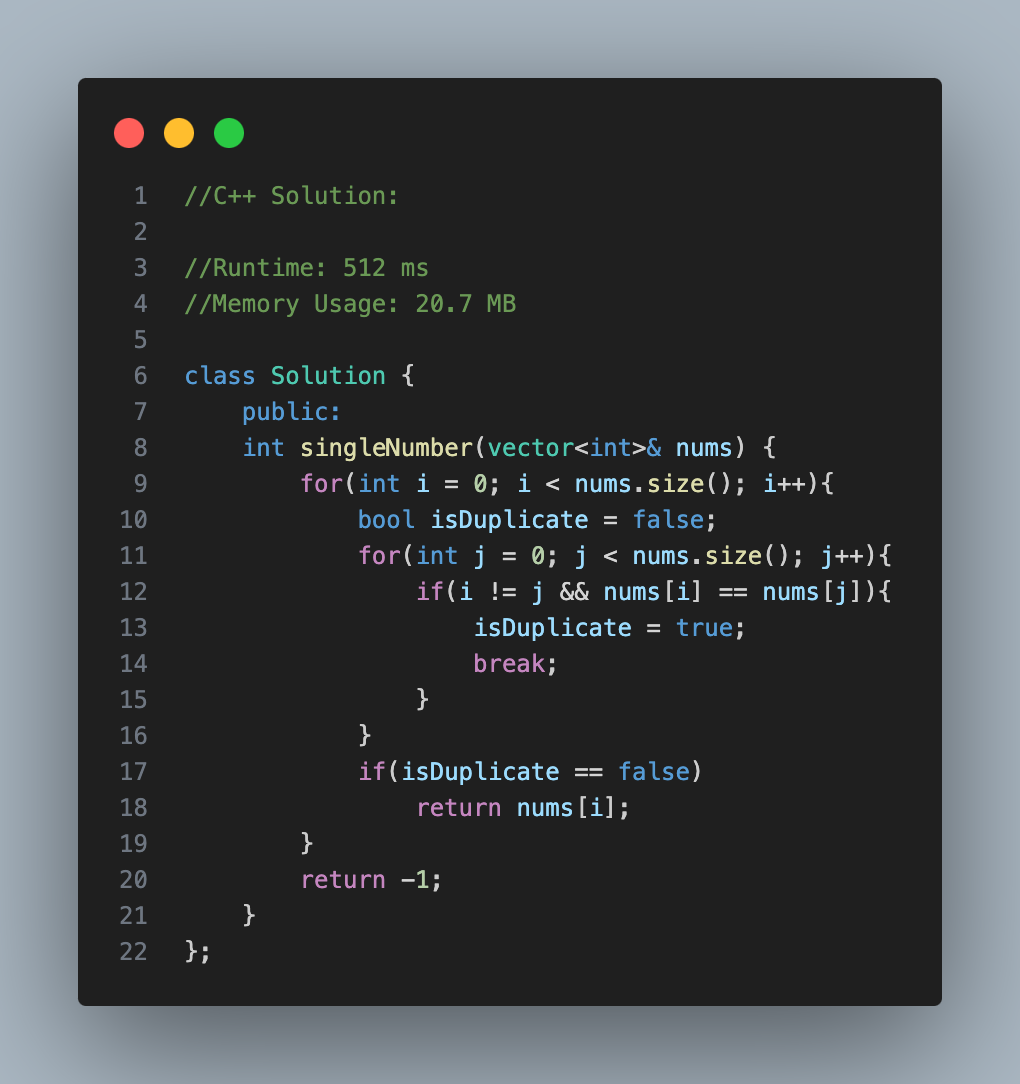 1 //C++ Solution:
2
3 //Runtime: 512 ms
4 //Memory Usage: 20.7 MB
5
6 class Solution {
7     public:
8     int singleNumber(vector<int>& nums) {
9         for(int i = 0; i < nums.size(); i++){
10             bool isDuplicate = false;
11             for(int j = 0; j < nums.size(); j++){
12                 if(i != j && nums[i] == nums[j]){
13                     isDuplicate = true;
14                     break;
15                 }
16             }
17             if(isDuplicate == false)
18                 return nums[i];
19         }
20         return -1;
21     }
22 };